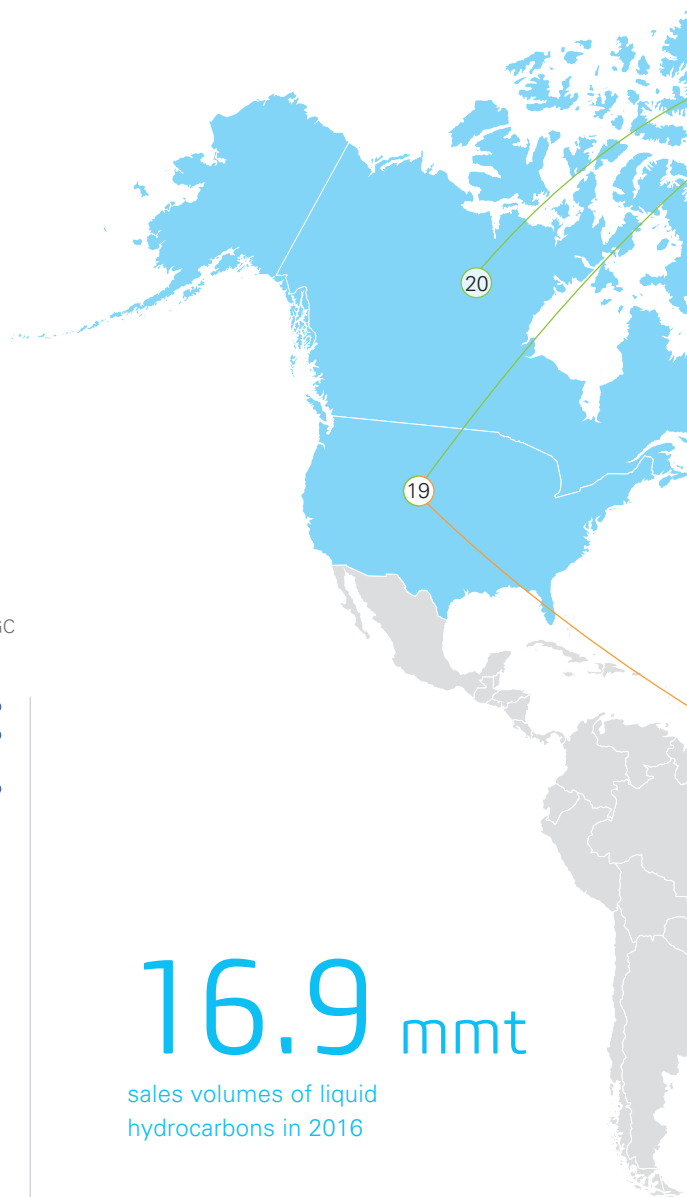 20
19
16.9 mmt
sales volumes of liquid
hydrocarbons in 2016